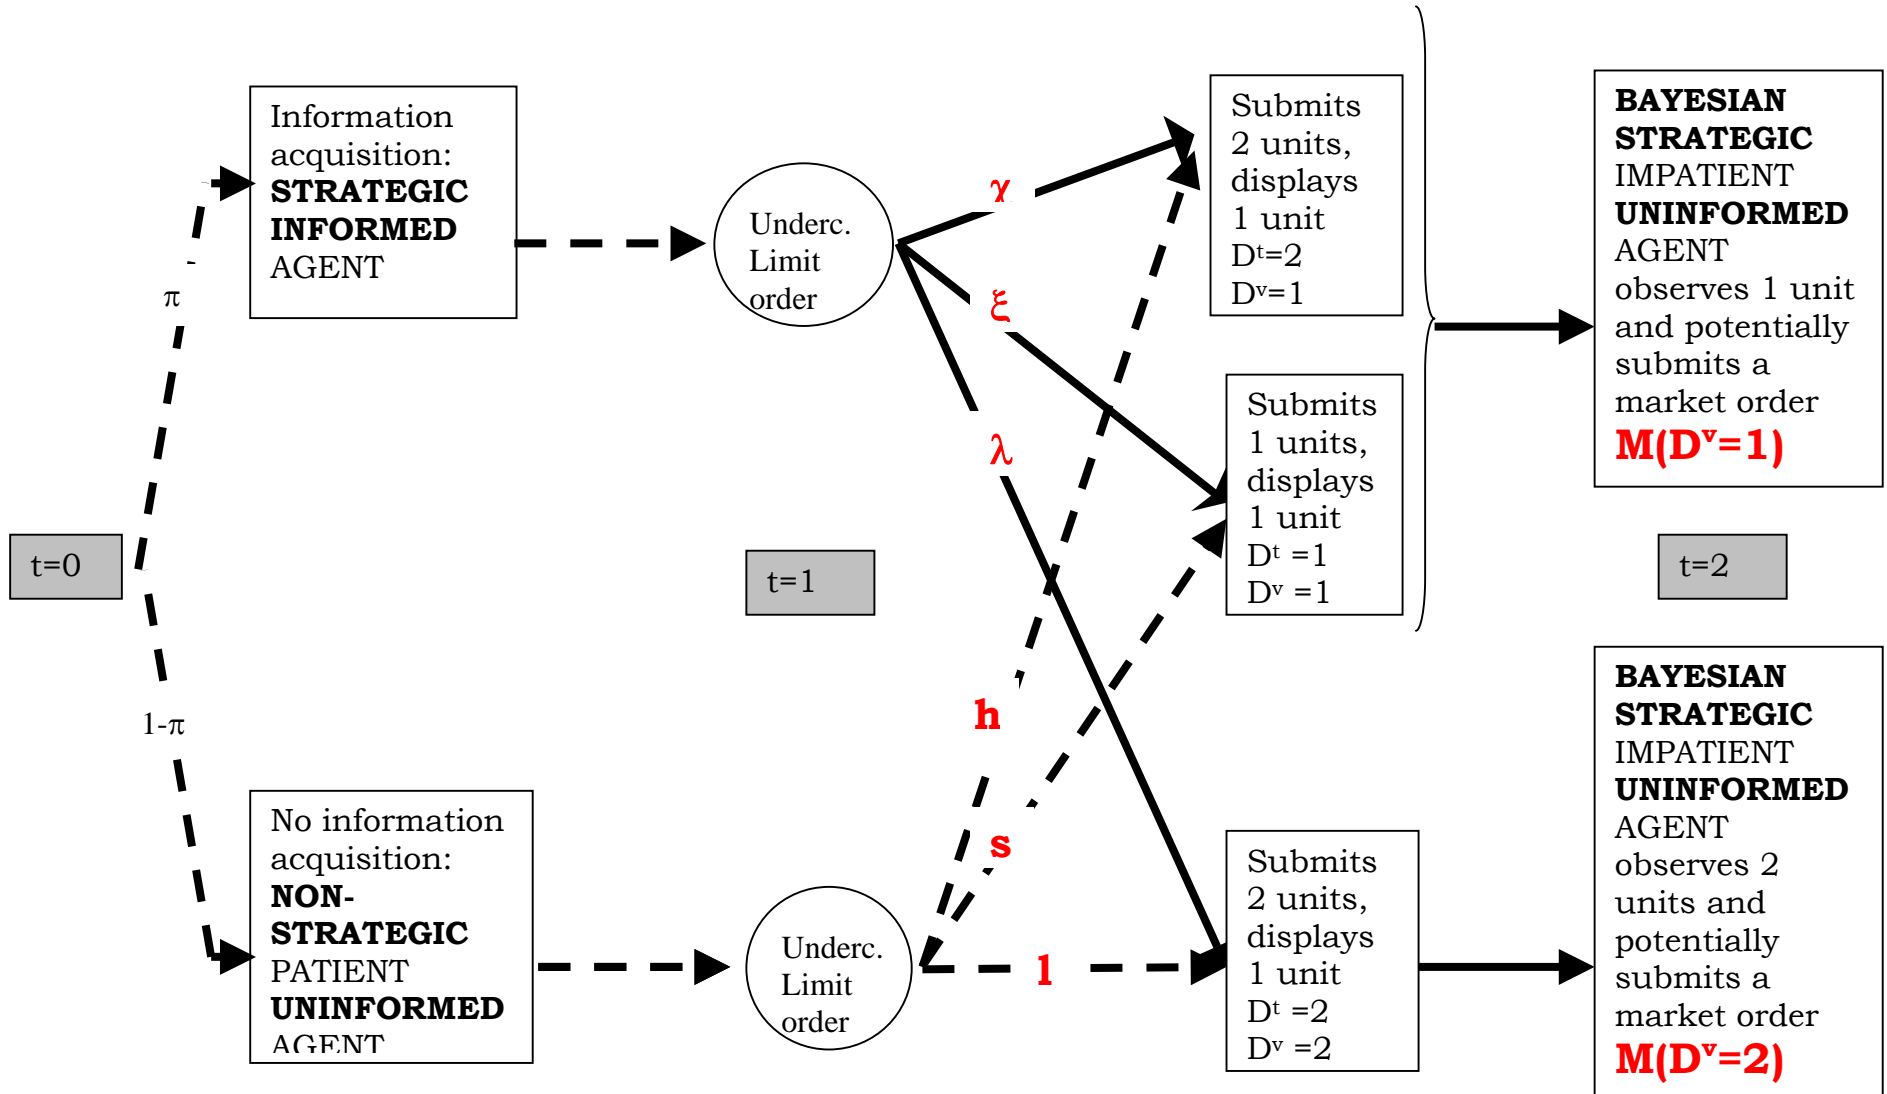 Information
acquisition:
STRATEGIC
INFORMED
AGENT
π
t=0
1-π
No information
acquisition:
NON-
STRATEGIC
PATIENT
UNINFORMED
AGENT
Underc.
Limit
order
t=1
Underc.
Limit
order
χ
ξ
λ
h
s
l
Submits
2 units,
displays
1 unit
Dᵗ=2
Dᵛ=1
Submits
1 units,
displays
1 unit
Dᵗ =1
Dᵛ =1
Submits
2 units,
displays
1 unit
Dᵗ =2
Dᵛ =2
BAYESIAN
STRATEGIC
IMPATIENT
UNINFORMED
AGENT
observes 1 unit
and potentially
submits a
market order
M(Dᵛ=1)
t=2
BAYESIAN
STRATEGIC
IMPATIENT
UNINFORMED
AGENT
observes 2
units and
potentially
submits a
market order
M(Dᵛ=2)